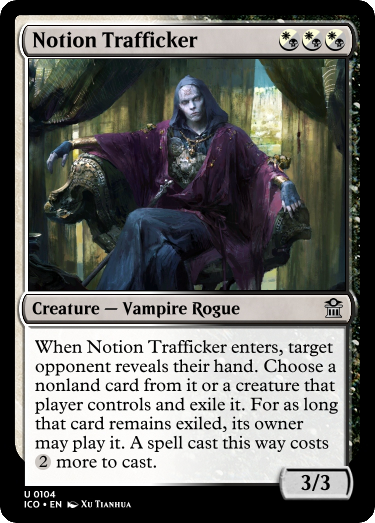 Notion Trafficker
Creature — Vampire Rogue
When Notion Trafficker enters, target
opponent reveals their hand. Choose a
nonland card from it or a creature that
player controls and exile it. For as long
that card remains exiled, its owner
may play it. A spell cast this way costs
2 more to cast.
3/3
U 0104
ICO • EN Xu Tianhua